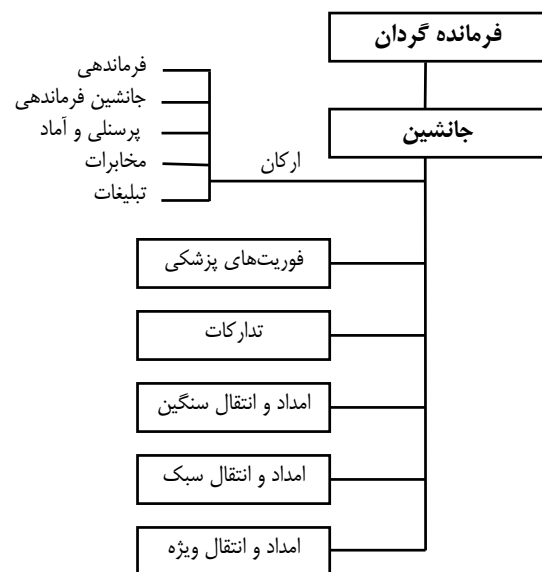 فرمانده گردان
جانشین
ارکان
فرماندهی
جانشین فرماندهی
پرسنلی و آماد
مخابرات
تبلیغات
فوریت‌های پزشکی
تدارکات
امداد و انتقال سنگین
امداد و انتقال سبک
امداد و انتقال ویژه